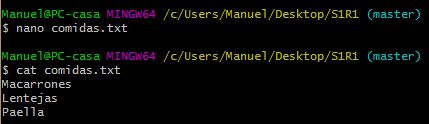 Manuel@PC-casa MINGW64 /c/Users/Manuel/Desktop/S1R1 (master)
$ nano comidas.txt
Manuel@PC-casa MINGW64 /c/Users/Manuel/Desktop/S1R1 (master)
$ cat comidas.txt
Macarrones
Lentejas
Paella